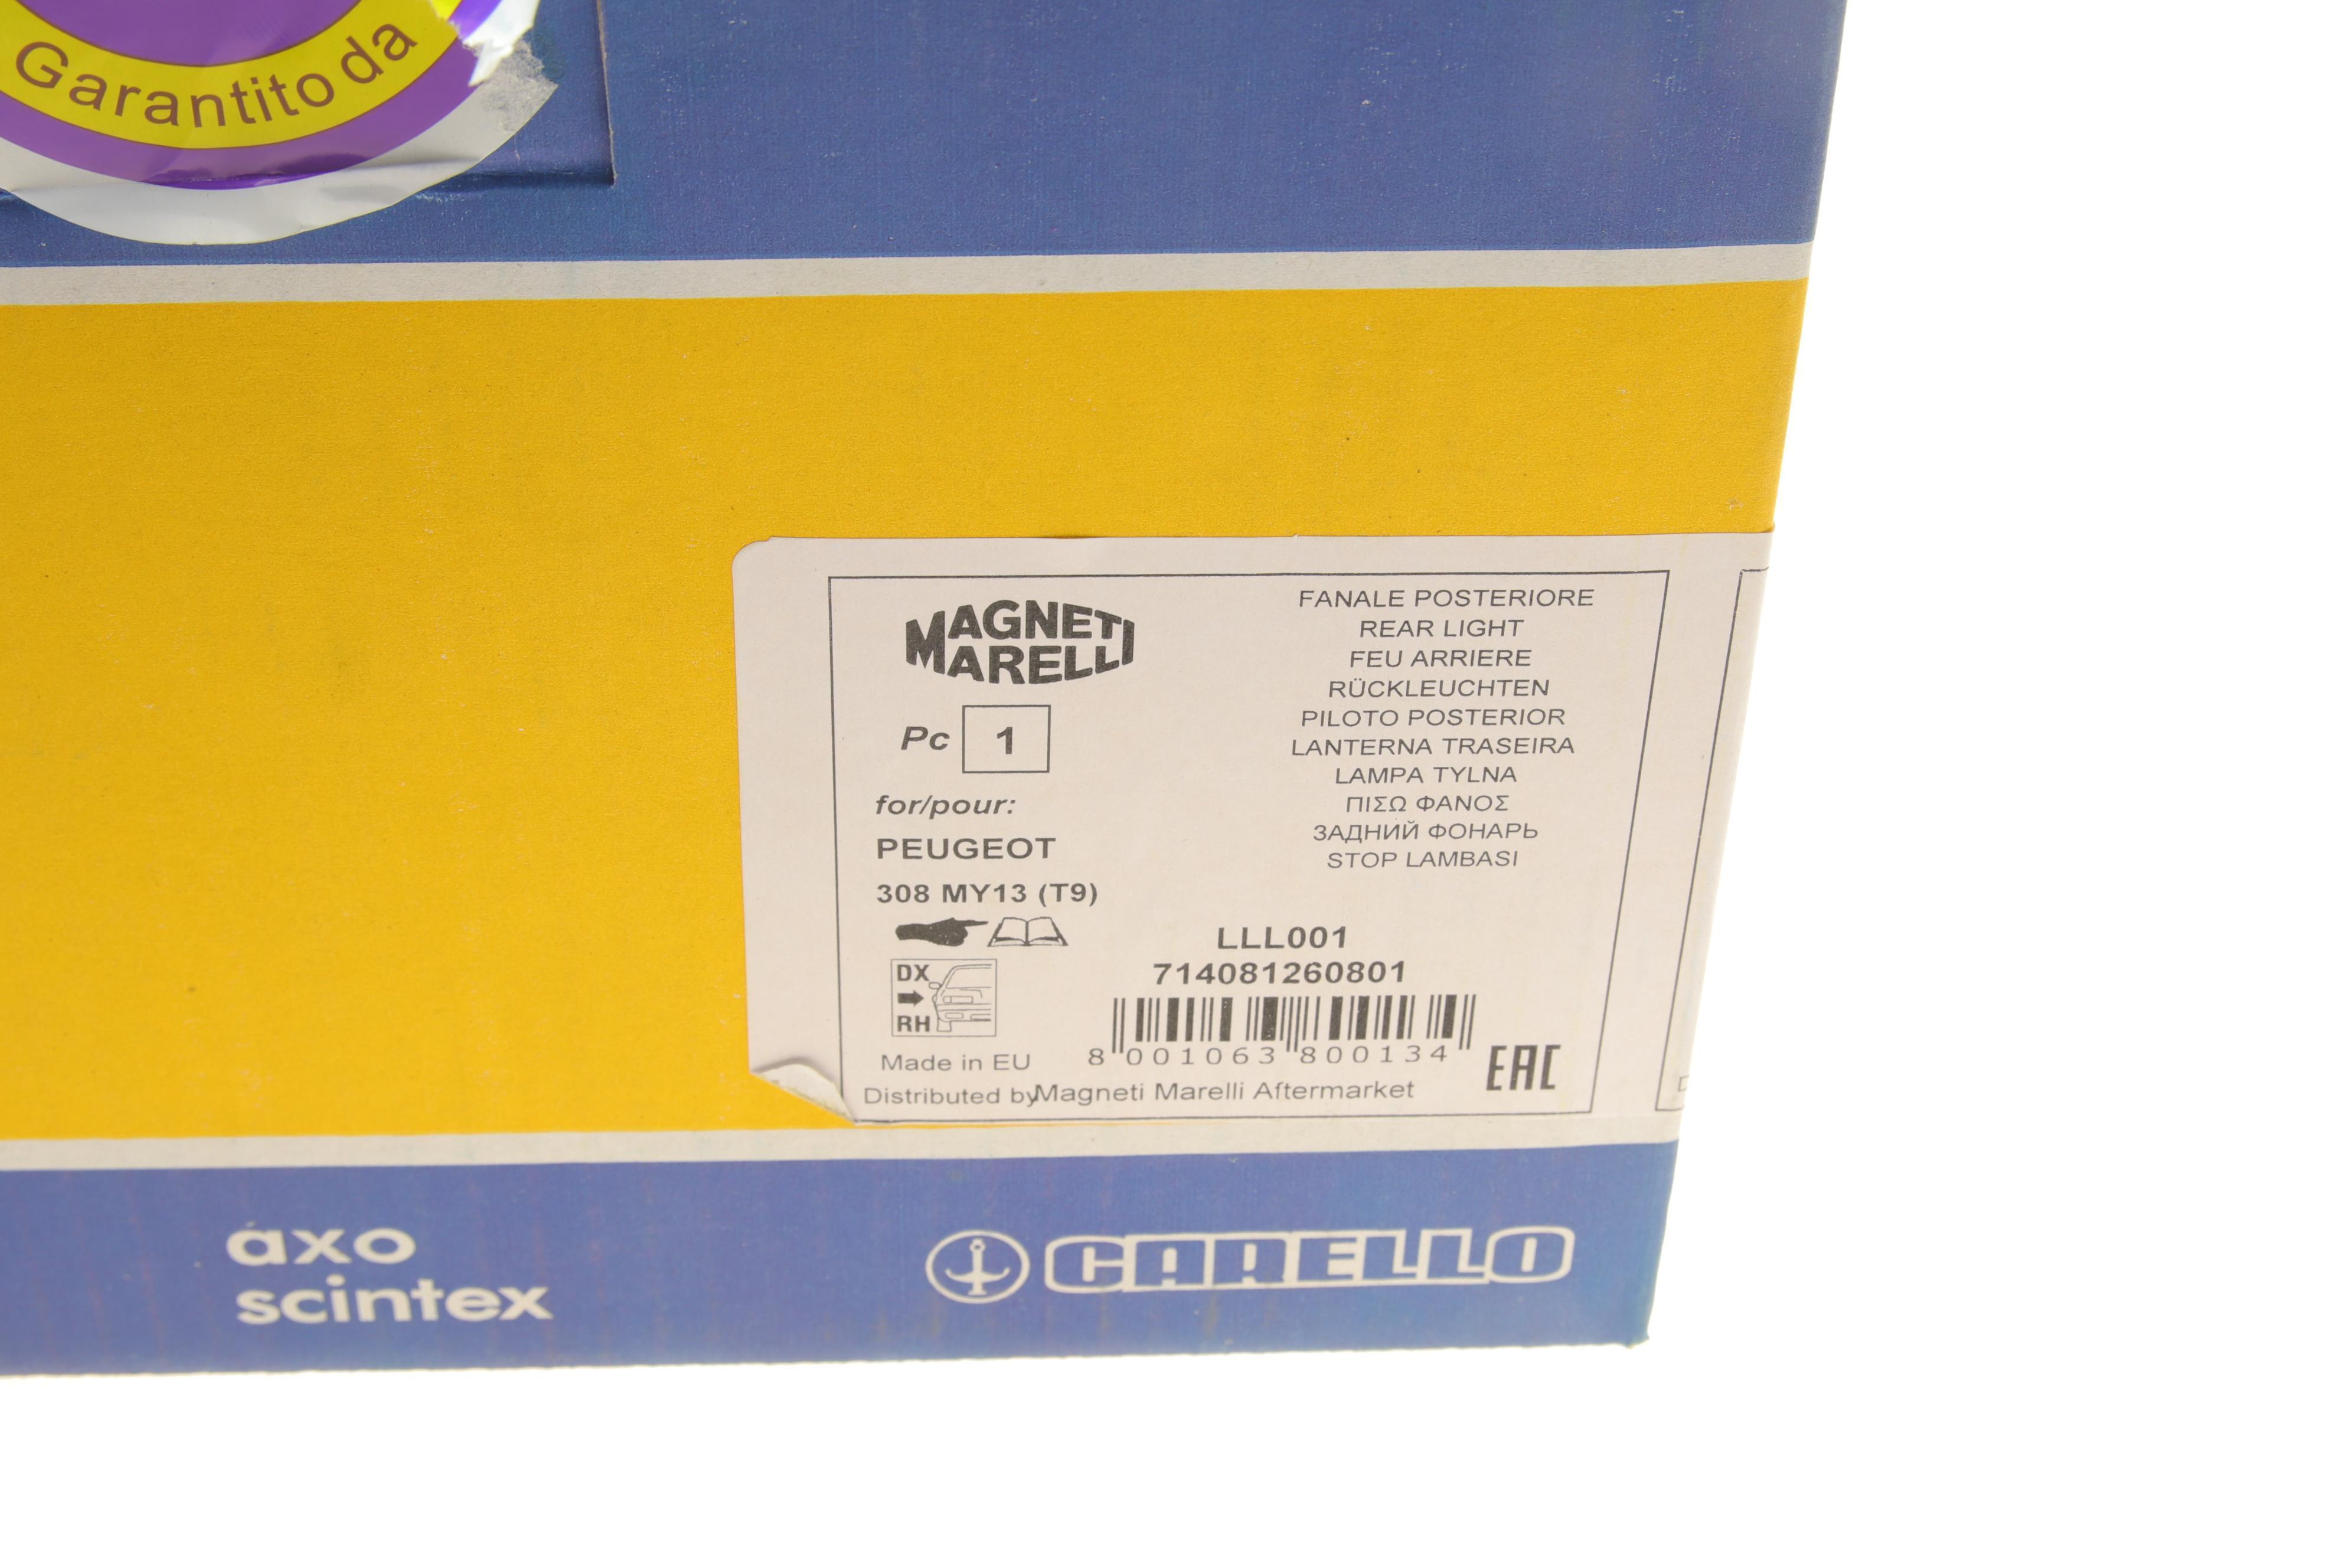 Garantito da
MAGNETI
MARELLI
Pc 1
for/pour:
PEUGEOT
308 MY13 (T9)
DX
RH
Made in EU
FANALE POSTERIORE
REAR LIGHT
FEU ARRIERE
RÜCKLEUCHTEN
PILOTO POSTERIOR
LANTERNA TRASEIRA
LAMPA TYLNA
ΠΙΣΩ ΦΑΝΟΣ
ЗАДНИЙ ФОНАРЬ
STOP LAMBASI
LLL001
714081260801
8 001063 800134
EAC
Distributed by Magneti Marelli Aftermarket
axo
scintex
CARELLO